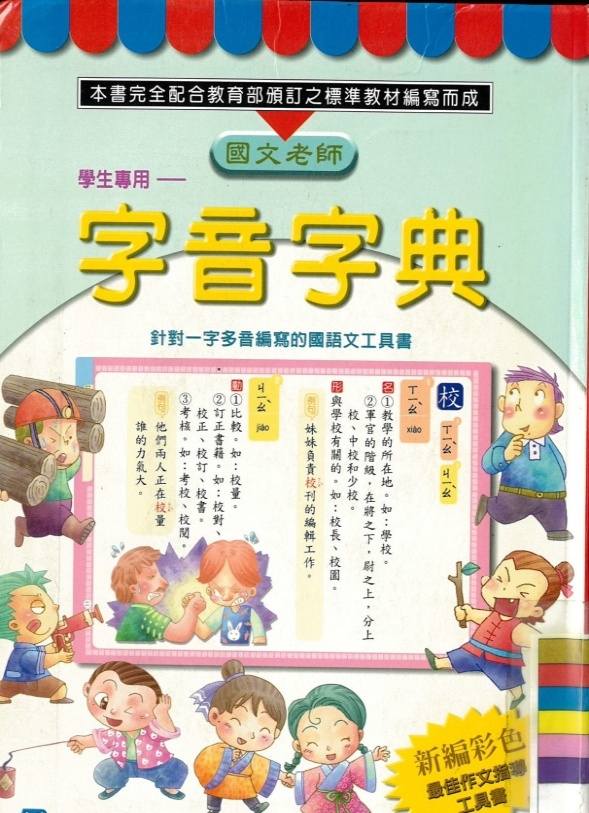 本書完全配合教育部頒訂之標準教材編寫而成
國文老師
學生專用一
字音字典
針對一字多音編寫的國語文工具書
校 ㄒㄧㄠˋ ㄐㄧㄠˋ
ㄒㄧㄠˋ xiào
名①教學的所在地。如：學校。
②軍官的階級，在將之下，尉之上，分上
校、中校和少校。
形與學校有關的。如：校長、校園。
例句 妹妹負責校刊的編輯工作。
ㄐㄧㄠˋ jiào
動①比較。如：校量。
②訂正書籍。如：校對、
校正、校訂、校書。
③考核。如：考校、校閱。
例句 他們兩人正在校量
誰的力氣大。
新編彩色
最佳作文指導
工具書